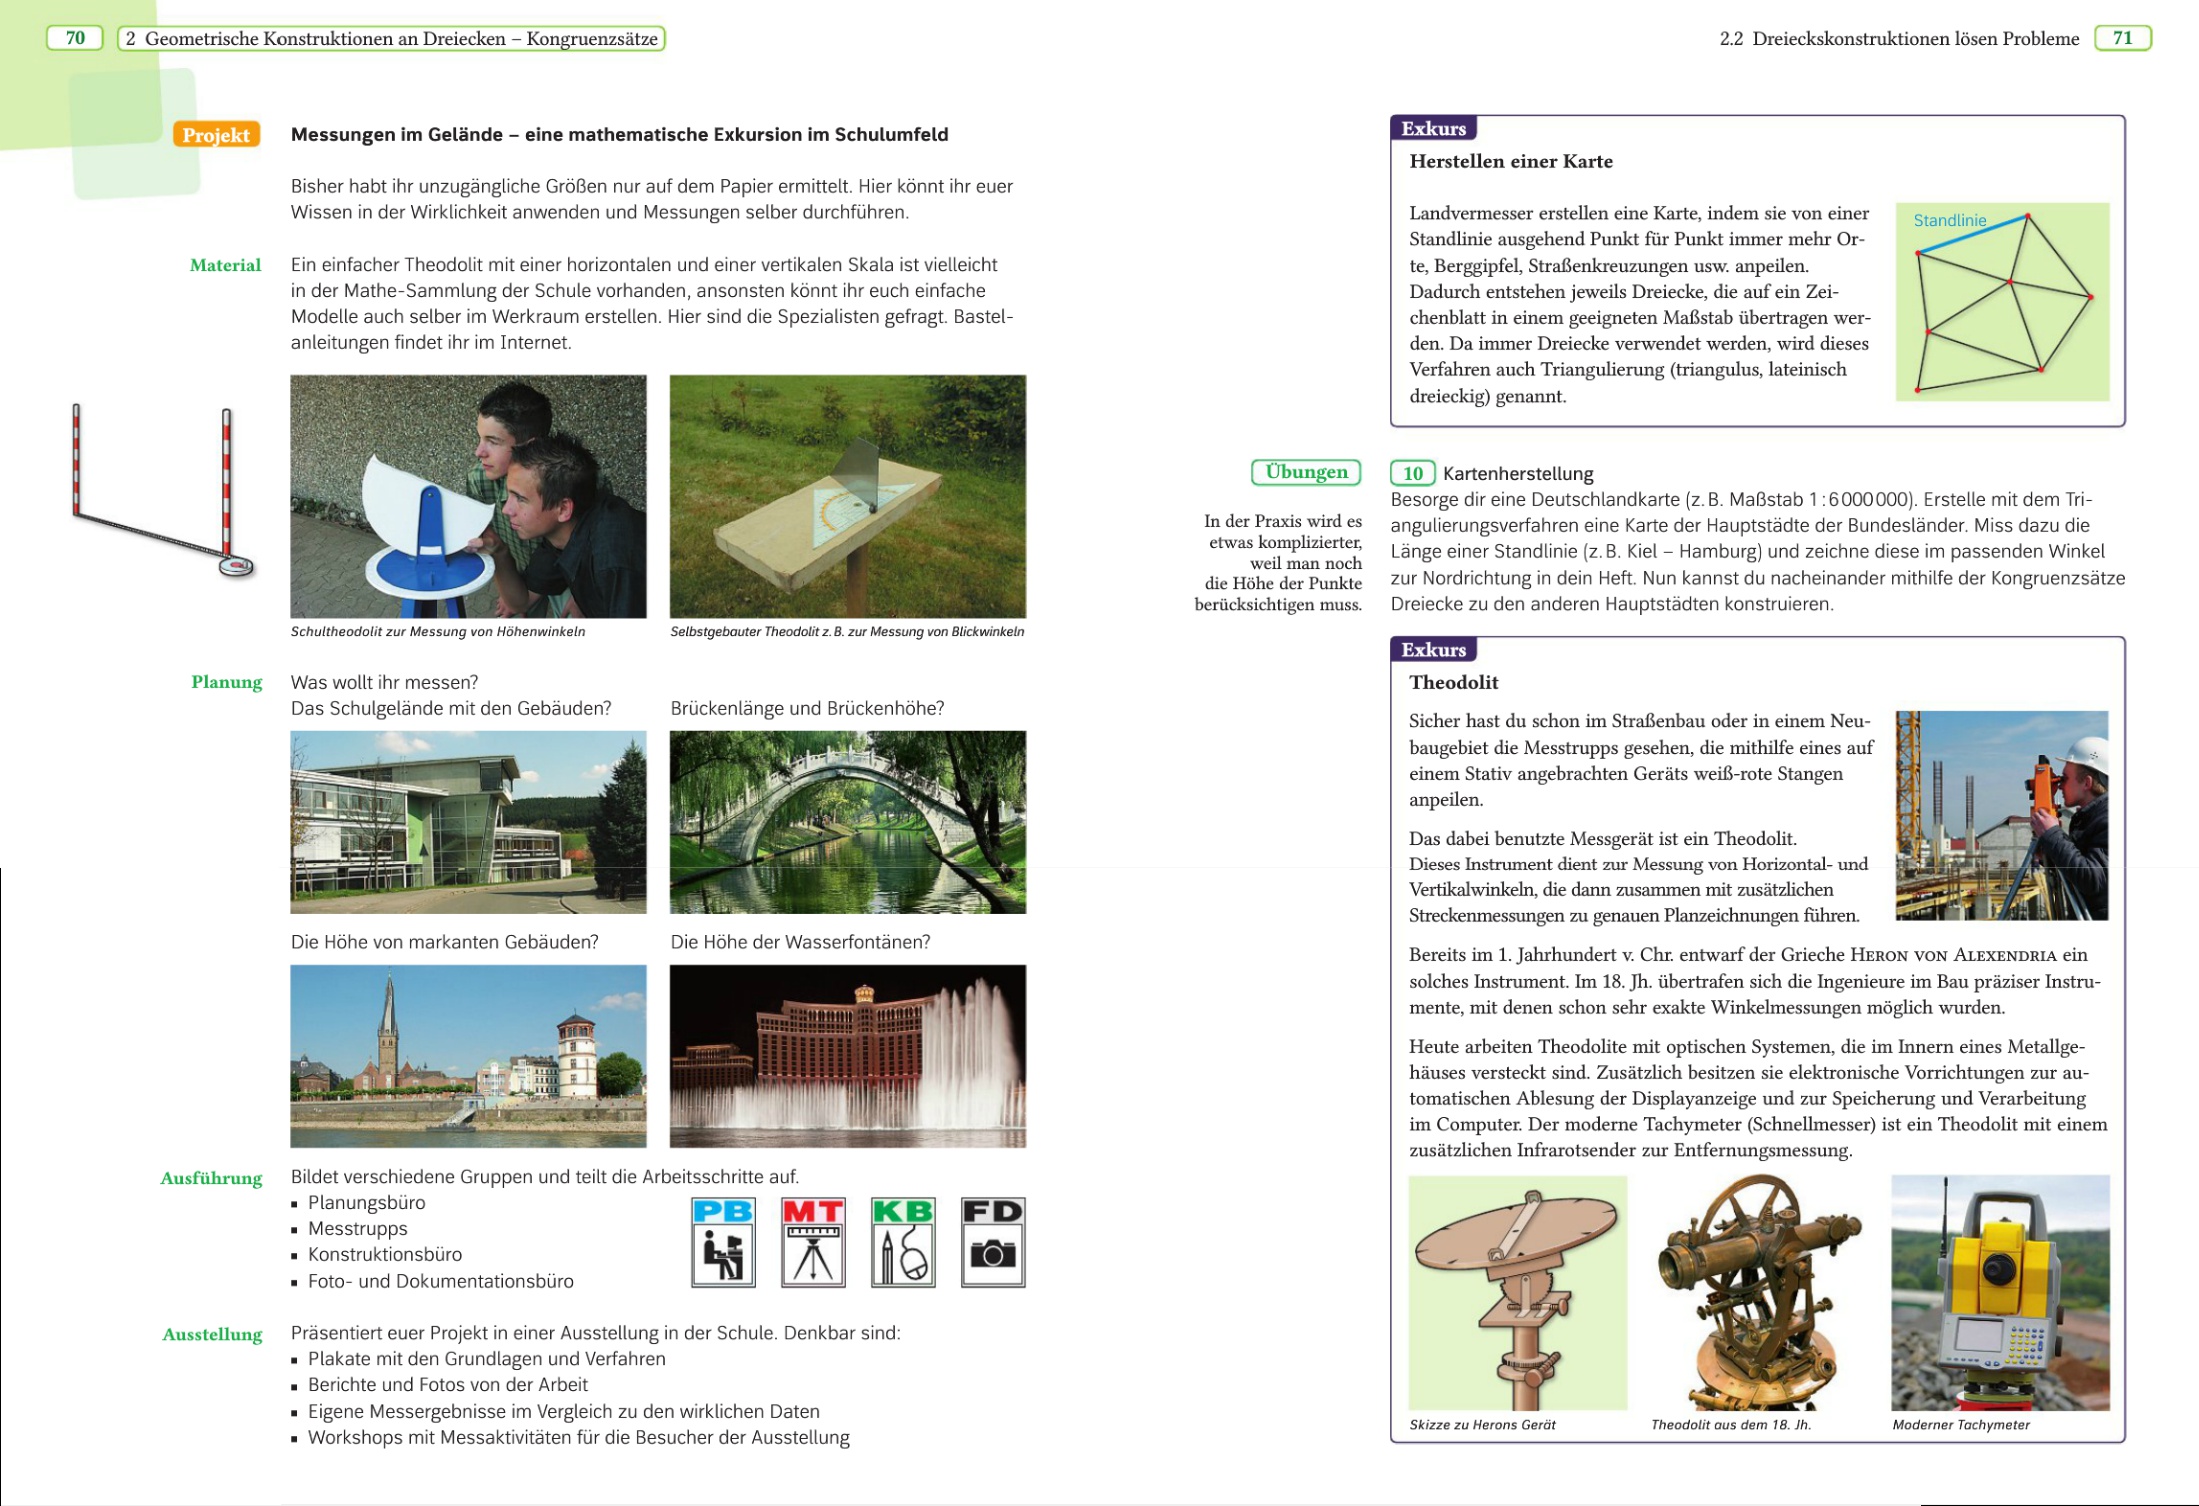 70
2 Geometrische Konstruktionen an Dreiecken – Kongruenzsätze
Projekt
Messungen im Gelände – eine mathematische Exkursion im Schulumfeld
Bisher habt ihr unzugängliche Größen nur auf dem Papier ermittelt. Hier könnt ihr euer
Wissen in der Wirklichkeit anwenden und Messungen selber durchführen.
Material
Ein einfacher Theodolit mit einer horizontalen und einer vertikalen Skala ist vielleicht
in der Mathe-Sammlung der Schule vorhanden, ansonsten könnt ihr euch einfache
Modelle auch selber im Werkraum erstellen. Hier sind die Spezialisten gefragt. Bastel-
anleitungen findet ihr im Internet.
Schultheodolit zur Messung von Höhenwinkeln
Selbstgebauter Theodolit z. B. zur Messung von Blickwinkeln
Planung
Was wollt ihr messen?
Das Schulgelände mit den Gebäuden?
Brückenlänge und Brückenhöhe?
Die Höhe von markanten Gebäuden?
Die Höhe der Wasserfontänen?
Ausführung
Bildet verschiedene Gruppen und teilt die Arbeitsschritte auf.
▪ Planungsbüro
▪ Messtrupps
▪ Konstruktionsbüro
▪ Foto- und Dokumentationsbüro
PB MT KB FD
Ausstellung
Präsentiert euer Projekt in einer Ausstellung in der Schule. Denkbar sind:
▪ Plakate mit den Grundlagen und Verfahren
▪ Berichte und Fotos von der Arbeit
▪ Eigene Messergebnisse im Vergleich zu den wirklichen Daten
▪ Workshops mit Messaktivitäten für die Besucher der Ausstellung
2.2 Dreieckskonstruktionen lösen Probleme
71
Exkurs
Herstellen einer Karte
Landvermesser erstellen eine Karte, indem sie von einer
Standlinie ausgehend Punkt für Punkt immer mehr Or-
te, Berggipfel, Straßenkreuzungen usw. anpeilen.
Dadurch entstehen jeweils Dreiecke, die auf ein Zei-
chenblatt in einem geeigneten Maßstab übertragen wer-
den. Da immer Dreiecke verwendet werden, wird dieses
Verfahren auch Triangulierung (triangulus, lateinisch
dreieckig) genannt.
Standlinie
Übungen
In der Praxis wird es
etwas komplizierter,
weil man noch
die Höhe der Punkte
berücksichtigen muss.
10 Kartenherstellung
Besorge dir eine Deutschlandkarte (z. B. Maßstab 1 : 6 000 000). Erstelle mit dem Tri-
angulierungsverfahren eine Karte der Hauptstädte der Bundesländer. Miss dazu die
Länge einer Standlinie (z. B. Kiel – Hamburg) und zeichne diese im passenden Winkel
zur Nordrichtung in dein Heft. Nun kannst du nacheinander mithilfe der Kongruenzsätze
Dreiecke zu den anderen Hauptstädten konstruieren.
Exkurs
Theodolit
Sicher hast du schon im Straßenbau oder in einem Neu-
baugebiet die Messtrupps gesehen, die mithilfe eines auf
einem Stativ angebrachten Geräts weiß-rote Stangen
anpeilen.
Das dabei benutzte Messgerät ist ein Theodolit.
Dieses Instrument dient zur Messung von Horizontal- und
Vertikalwinkeln, die dann zusammen mit zusätzlichen
Streckenmessungen zu genauen Planzeichnungen führen.
Bereits im 1. Jahrhundert v. Chr. entwarf der Grieche HERON VON ALEXENDRIA ein
solches Instrument. Im 18. Jh. übertrafen sich die Ingenieure im Bau präziser Instru-
mente, mit denen schon sehr exakte Winkelmessungen möglich wurden.
Heute arbeiten Theodolite mit optischen Systemen, die im Innern eines Metallge-
häuses versteckt sind. Zusätzlich besitzen sie elektronische Vorrichtungen zur au-
tomatischen Ablesung der Displayanzeige und zur Speicherung und Verarbeitung
im Computer. Der moderne Tachymeter (Schnellmesser) ist ein Theodolit mit einem
zusätzlichen Infrarotsender zur Entfernungsmessung.
Skizze zu Herons Gerät
Theodolit aus dem 18. Jh.
Moderner Tachymeter